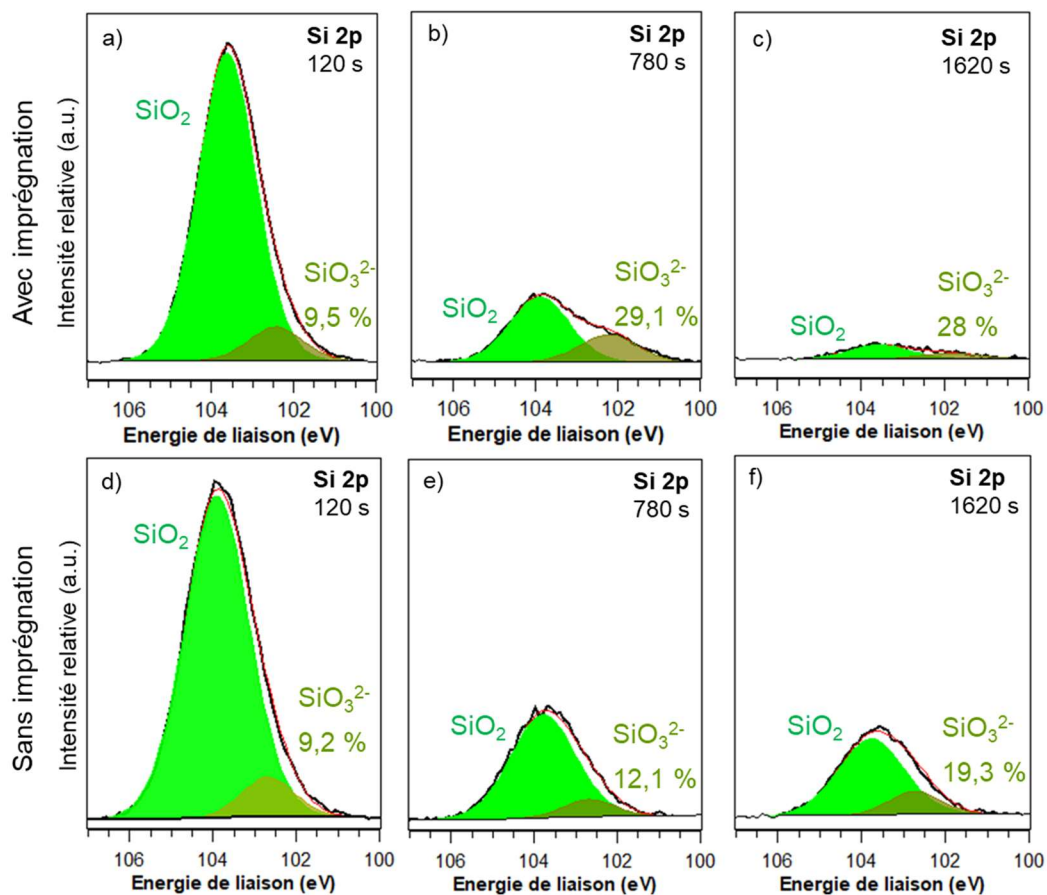 Avec imprégnation
Intensité relative (a.u.)
a)
Si 2p
120 s
SiO₂
SiO₃²⁻
9,5 %
106 104 102 100
Energie de liaison (eV)
b)
Si 2p
780 s
SiO₂
SiO₃²⁻
29,1 %
106 104 102 100
Energie de liaison (eV)
c)
Si 2p
1620 s
SiO₂
SiO₃²⁻
28 %
106 104 102 100
Energie de liaison (eV)
Sans imprégnation
Intensité relative (a.u.)
d)
Si 2p
120 s
SiO₂
SiO₃²⁻
9,2 %
106 104 102 100
Energie de liaison (eV)
e)
Si 2p
780 s
SiO₂
SiO₃²⁻
12,1 %
106 104 102 100
Energie de liaison (eV)
f)
Si 2p
1620 s
SiO₂
SiO₃²⁻
19,3 %
106 104 102 100
Energie de liaison (eV)